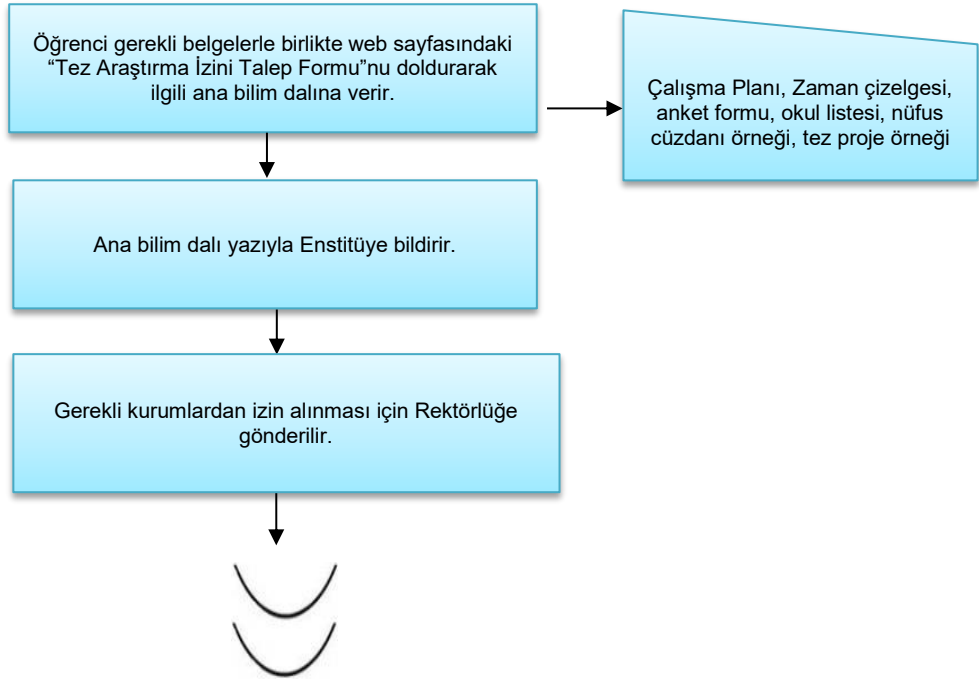 Öğrenci gerekli belgelerle birlikte web sayfasındaki
“Tez Araştırma İzini Talep Formu”nu doldurarak
ilgili ana bilim dalına verir.
Çalışma Planı, Zaman çizelgesi,
anket formu, okul listesi, nüfus
cüzdanı örneği, tez proje örneği
Ana bilim dalı yazıyla Enstitüye bildirir.
Gerekli kurumlardan izin alınması için Rektörlüğe
gönderilir.